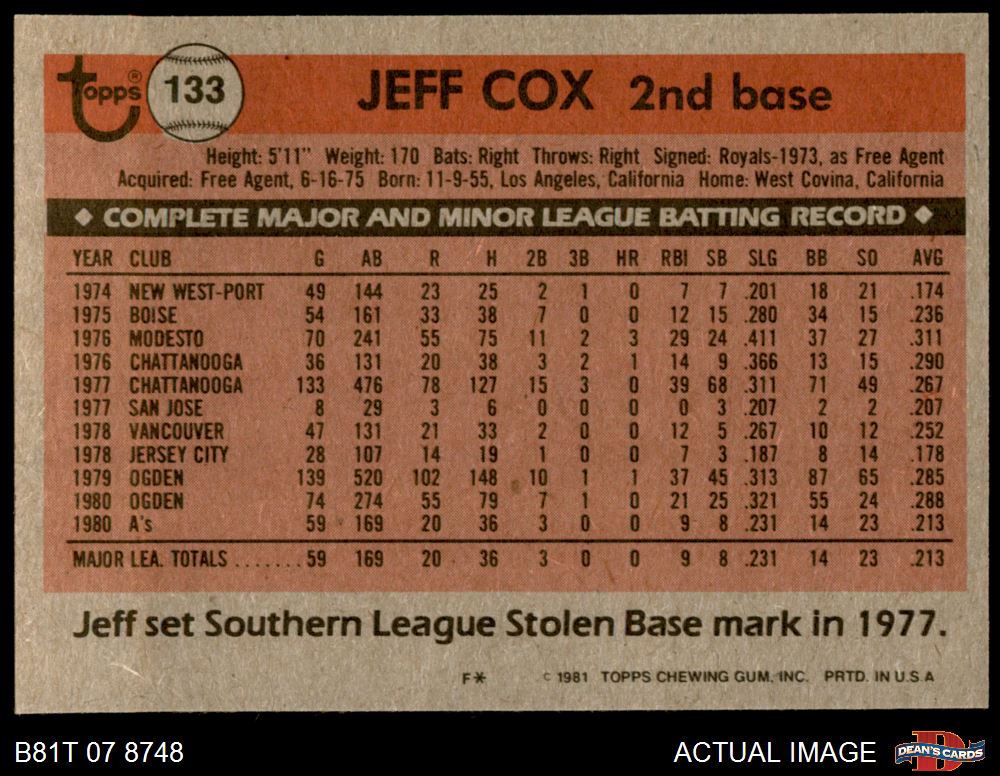 topps® 133 JEFF COX 2nd base
Height: 5'11" Weight: 170 Bats: Right Throws: Right Signed: Royals-1973, as Free Agent
Acquired: Free Agent, 6-16-75 Born: 11-9-55, Los Angeles, California Home: West Covina, California
◆ COMPLETE MAJOR AND MINOR LEAGUE BATTING RECORD ◆
YEAR CLUB G AB R H 2B 3B HR RBI SB SLG BB SO AVG
1974 NEW WEST-PORT 49 144 23 25 2 1 0 7 7 .201 18 21 .174
1975 BOISE 54 161 33 38 7 0 0 12 15 .280 34 15 .236
1976 MODESTO 70 241 55 75 11 2 3 29 24 .411 37 27 .311
1976 CHATTANOOGA 36 131 20 38 3 2 1 14 9 .366 13 15 .290
1977 CHATTANOOGA 133 476 78 127 15 3 0 39 68 .311 71 49 .267
1977 SAN JOSE 8 29 3 6 0 0 0 0 3 .207 2 2 .207
1978 VANCOUVER 47 131 21 33 2 0 0 12 5 .267 10 12 .252
1978 JERSEY CITY 28 107 14 19 1 0 0 7 3 .187 8 14 .178
1979 OGDEN 139 520 102 148 10 1 1 37 45 .313 87 65 .285
1980 OGDEN 74 274 55 79 7 1 0 21 25 .321 55 24 .288
1980 A's 59 169 20 36 3 0 0 9 8 .231 14 23 .213
MAJOR LEA. TOTALS .......59 169 20 36 3 0 0 9 8 .231 14 23 .213
Jeff set Southern League Stolen Base mark in 1977.
F* © 1981 TOPPS CHEWING GUM, INC. PRTD. IN U.S.A
B81T 07 8748 ACTUAL IMAGE DEAN'S CARDS